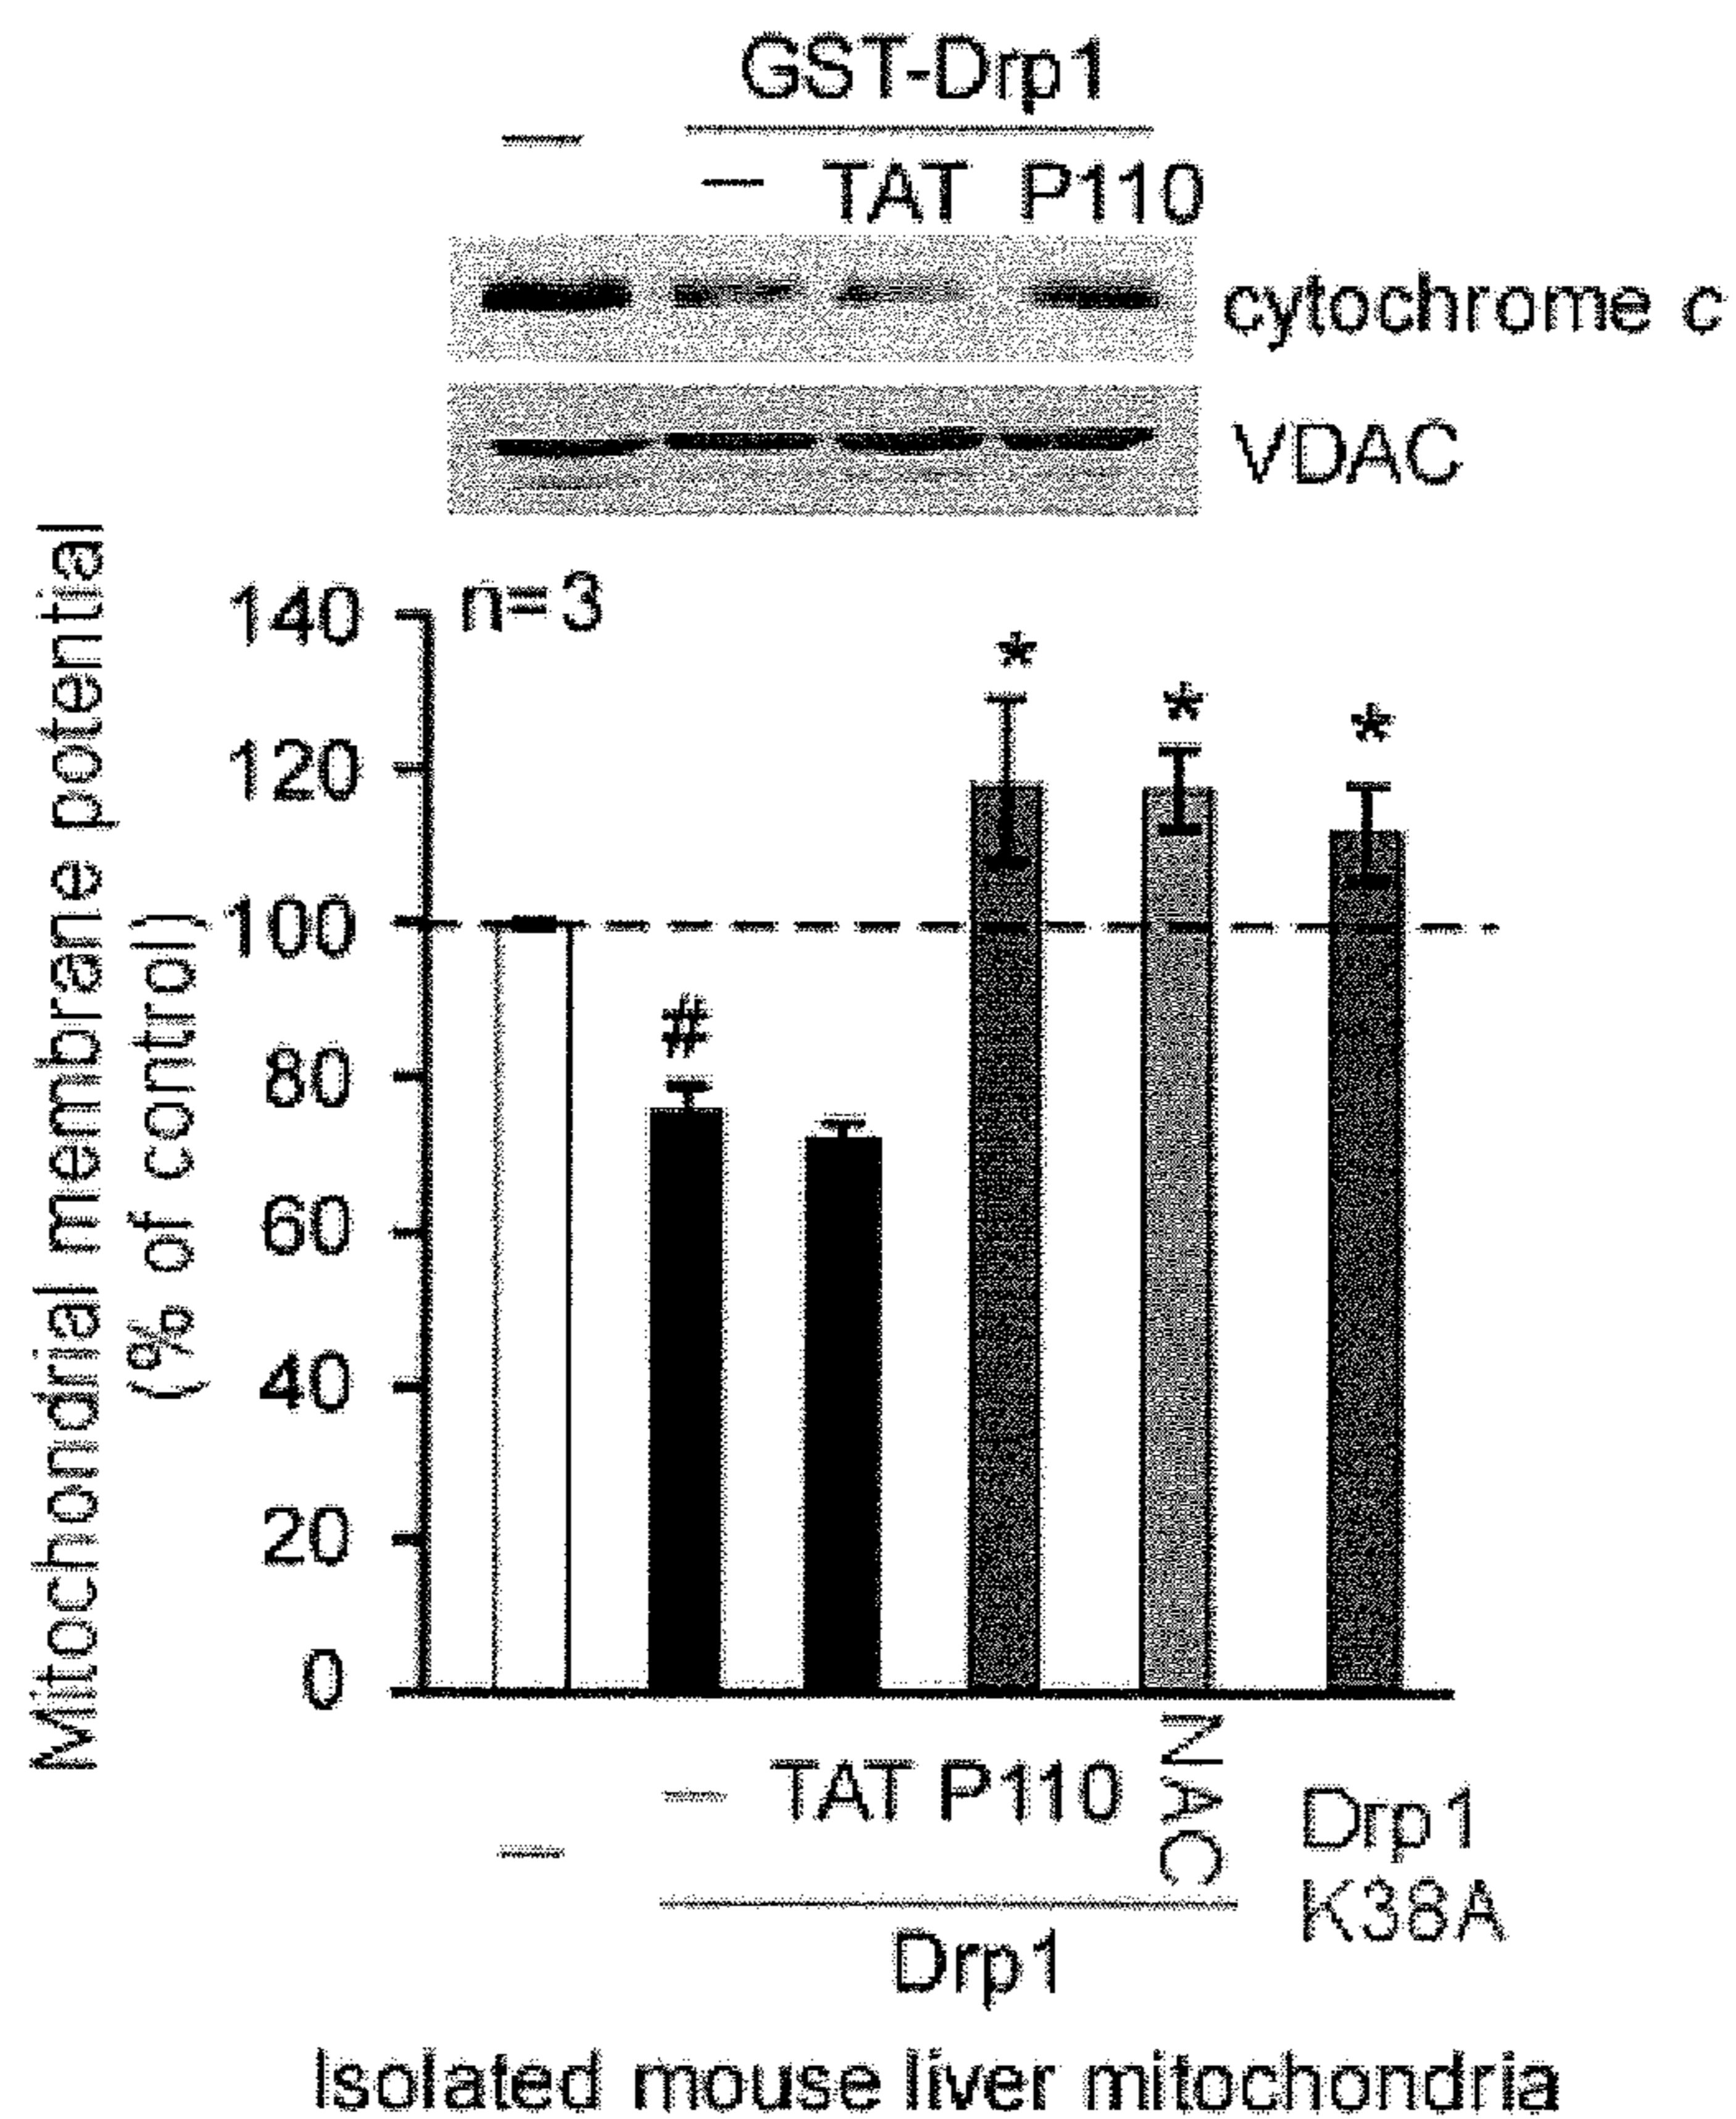 GST-Drp1
–
– TAT P110
cytochrome c
VDAC
Mitochondrial membrane potential
(% of control)
n=3
140
120
100
80
60
40
20
0
*
*
*
#
– TAT P110 NAC
–
Drp1
Drp1
K38A
Isolated mouse liver mitochondria